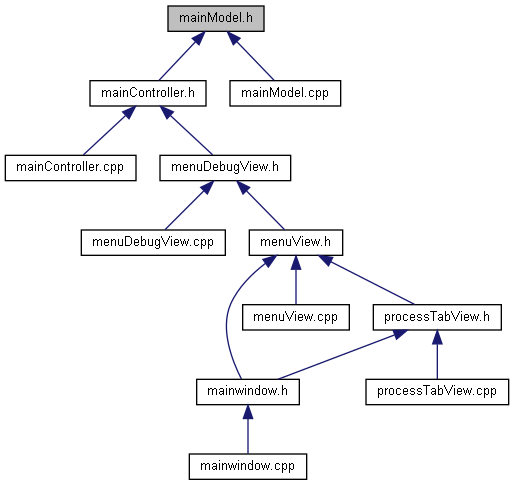 mainModel.h
mainController.h
mainModel.cpp
mainController.cpp
menuDebugView.h
menuDebugView.cpp
menuView.h
menuView.cpp
processTabView.h
mainwindow.h
processTabView.cpp
mainwindow.cpp